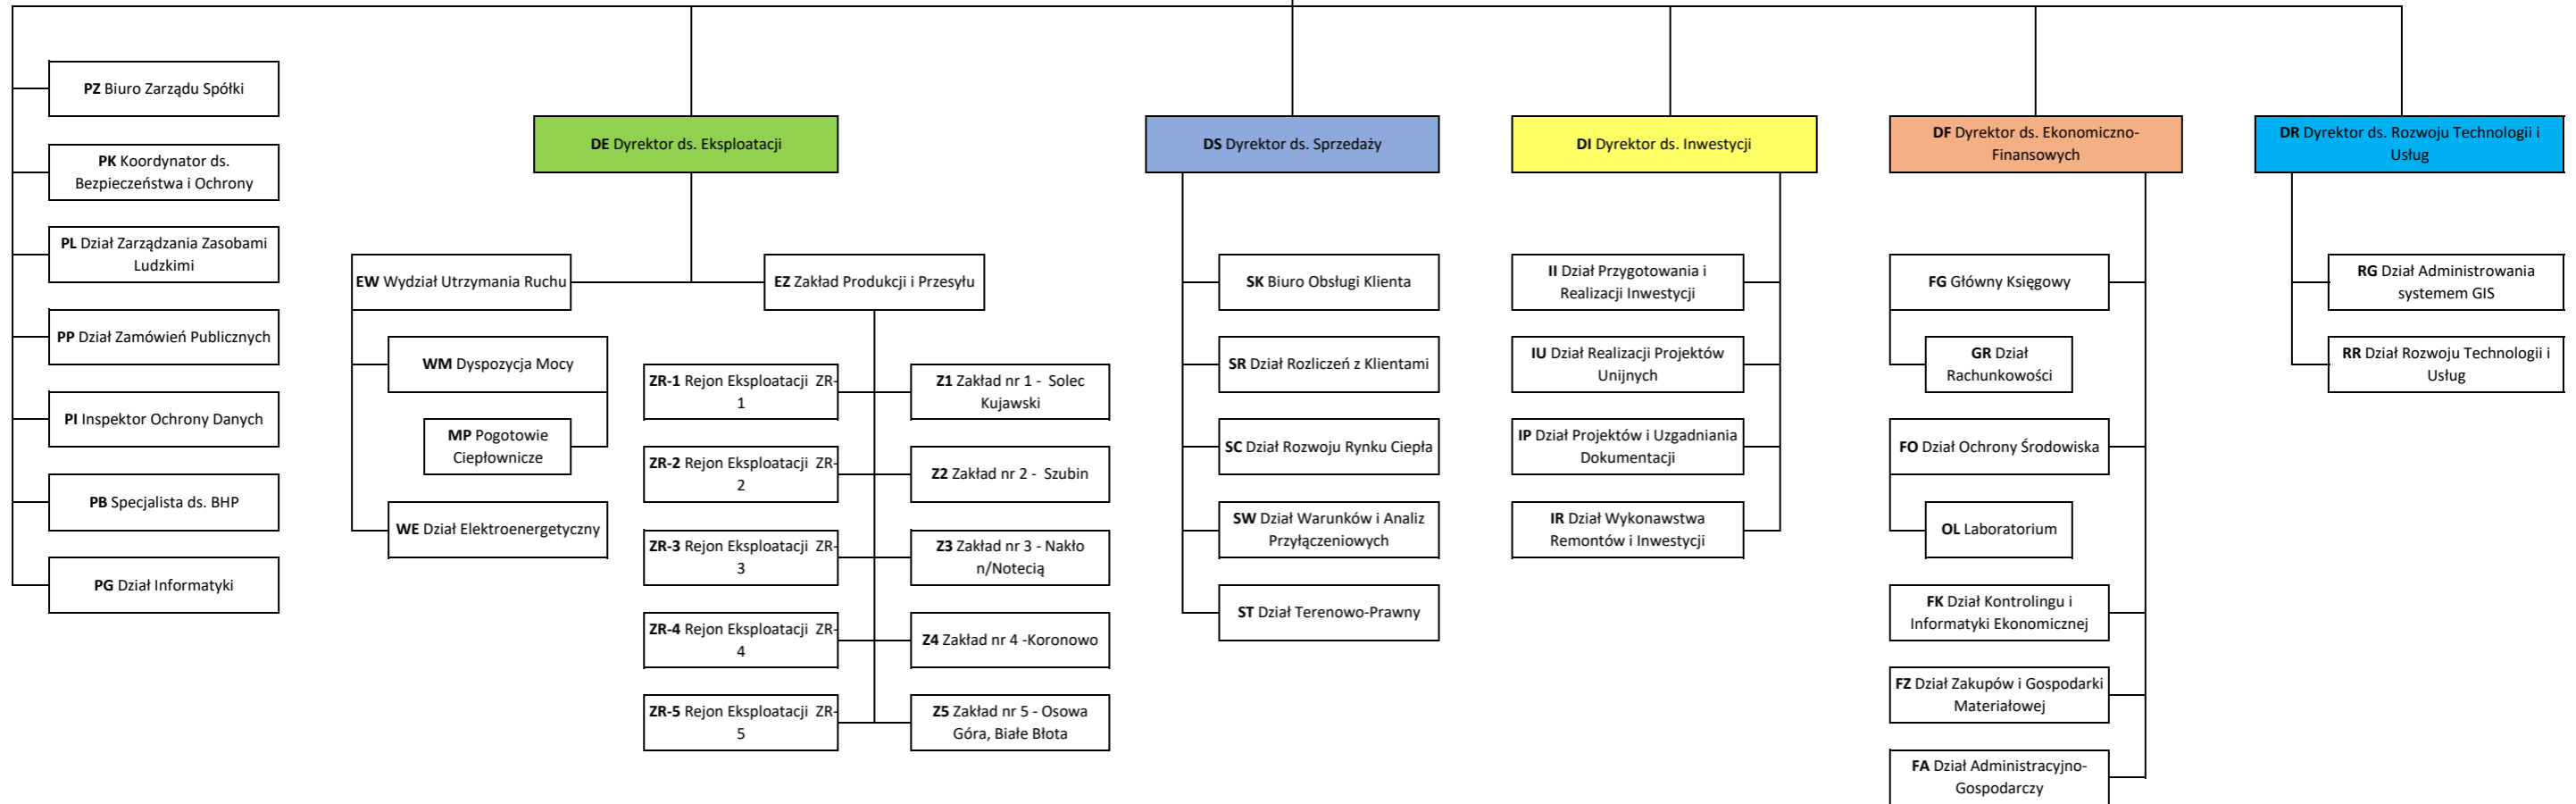 PZ Biuro Zarządu Spółki
PK Koordynator ds.
Bezpieczeństwa i Ochrony
PL Dział Zarządzania Zasobami
Ludzkimi
PP Dział Zamówień Publicznych
PI Inspektor Ochrony Danych
PB Specjalista ds. BHP
PG Dział Informatyki
DE Dyrektor ds. Eksploatacji
EW Wydział Utrzymania Ruchu
WM Dyspozycja Mocy
MP Pogotowie
Ciepłownicze
WE Dział Elektroenergetyczny
EZ Zakład Produkcji i Przesyłu
ZR-1 Rejon Eksploatacji ZR-
1
ZR-2 Rejon Eksploatacji ZR-
2
ZR-3 Rejon Eksploatacji ZR-
3
ZR-4 Rejon Eksploatacji ZR-
4
ZR-5 Rejon Eksploatacji ZR-
5
Z1 Zakład nr 1 - Solec
Kujawski
Z2 Zakład nr 2 - Szubin
Z3 Zakład nr 3 - Nakło
n/Notecią
Z4 Zakład nr 4 -Koronowo
Z5 Zakład nr 5 - Osowa
Góra, Białe Błota
DS Dyrektor ds. Sprzedaży
SK Biuro Obsługi Klienta
SR Dział Rozliczeń z Klientami
SC Dział Rozwoju Rynku Ciepła
SW Dział Warunków i Analiz
Przyłączeniowych
ST Dział Terenowo-Prawny
DI Dyrektor ds. Inwestycji
II Dział Przygotowania i
Realizacji Inwestycji
IU Dział Realizacji Projektów
Unijnych
IP Dział Projektów i Uzgadniania
Dokumentacji
IR Dział Wykonawstwa
Remontów i Inwestycji
DF Dyrektor ds. Ekonomiczno-
Finansowych
FG Główny Księgowy
GR Dział
Rachunkowości
FO Dział Ochrony Środowiska
OL Laboratorium
FK Dział Kontrolingu i
Informatyki Ekonomicznej
FZ Dział Zakupów i Gospodarki
Materiałowej
FA Dział Administracyjno-
Gospodarczy
DR Dyrektor ds. Rozwoju Technologii i
Usług
RG Dział Administrowania
systemem GIS
RR Dział Rozwoju Technologii i
Usług